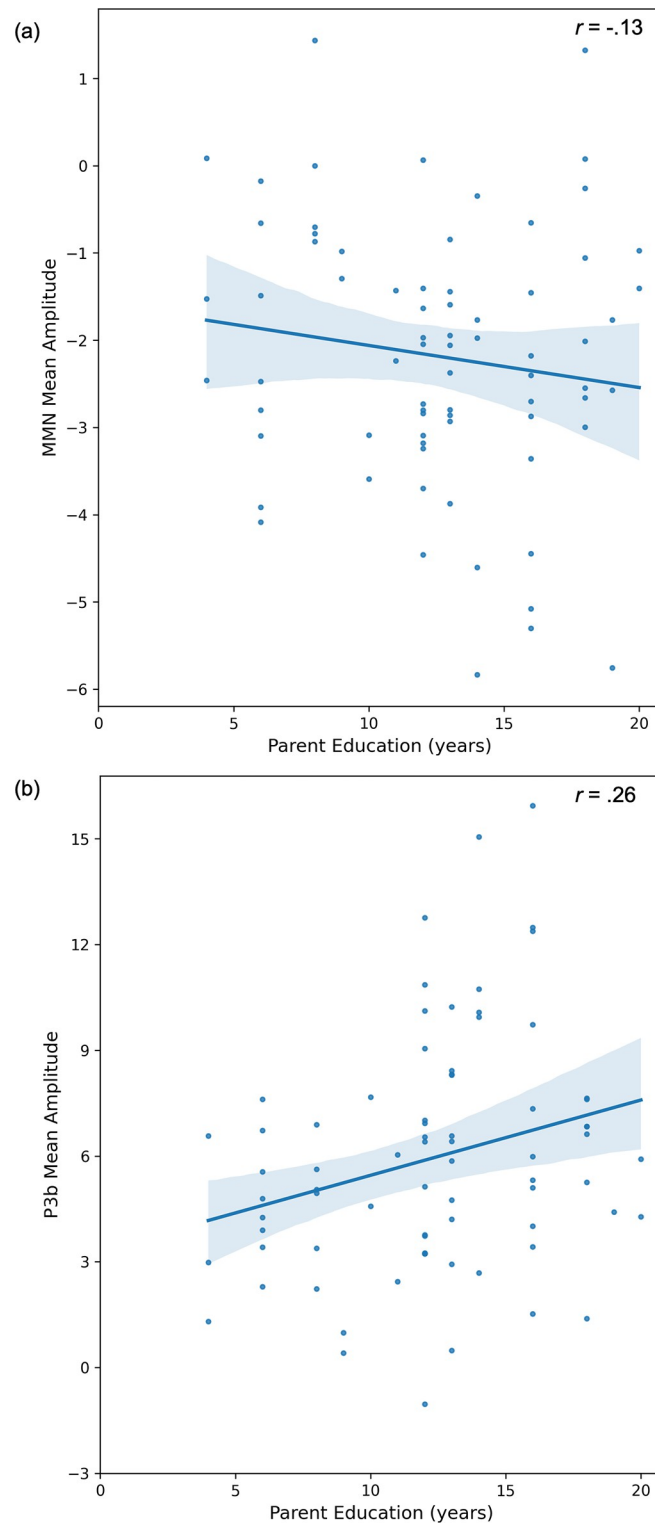 (a)
r = -.13
1
0
−1
−2
−3
−4
−5
−6
MMN Mean Amplitude
0 5 10 15 20
Parent Education (years)
(b)
r = .26
15
12
9
6
3
0
−3
P3b Mean Amplitude
0 5 10 15 20
Parent Education (years)